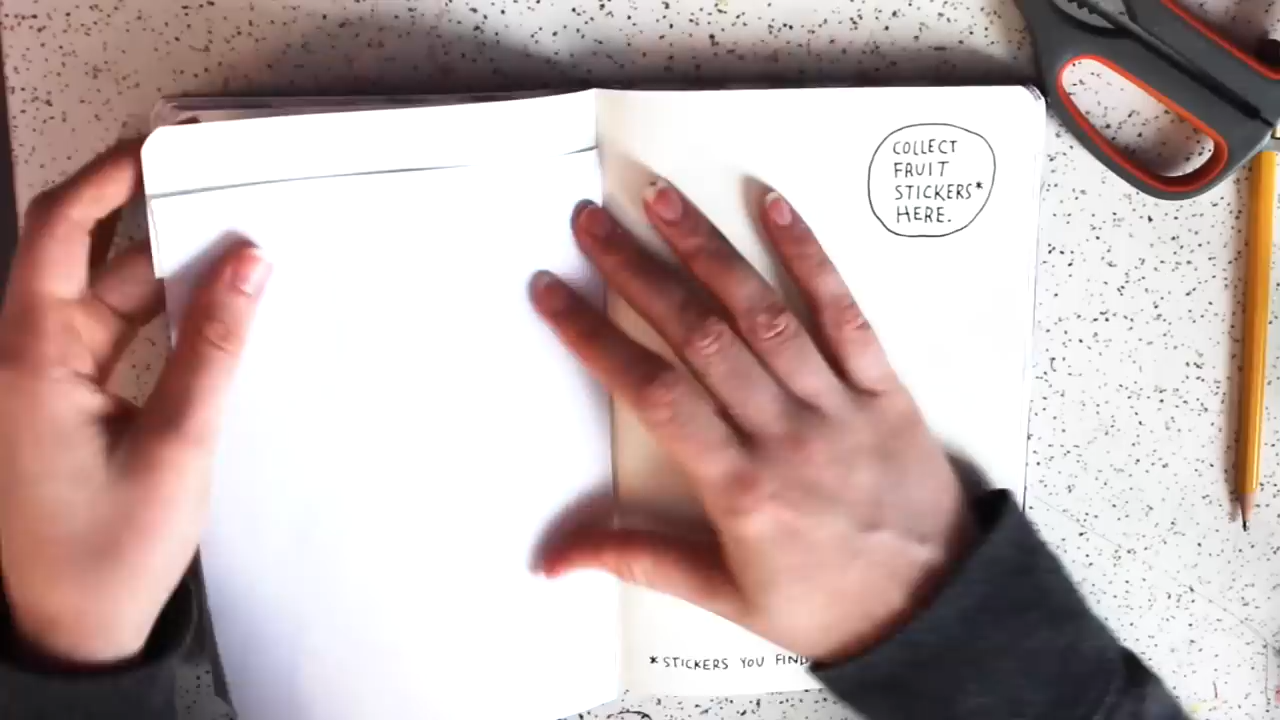 COLLECT
FRUIT
STICKERS*
HERE.
*STICKERS YOU FIND